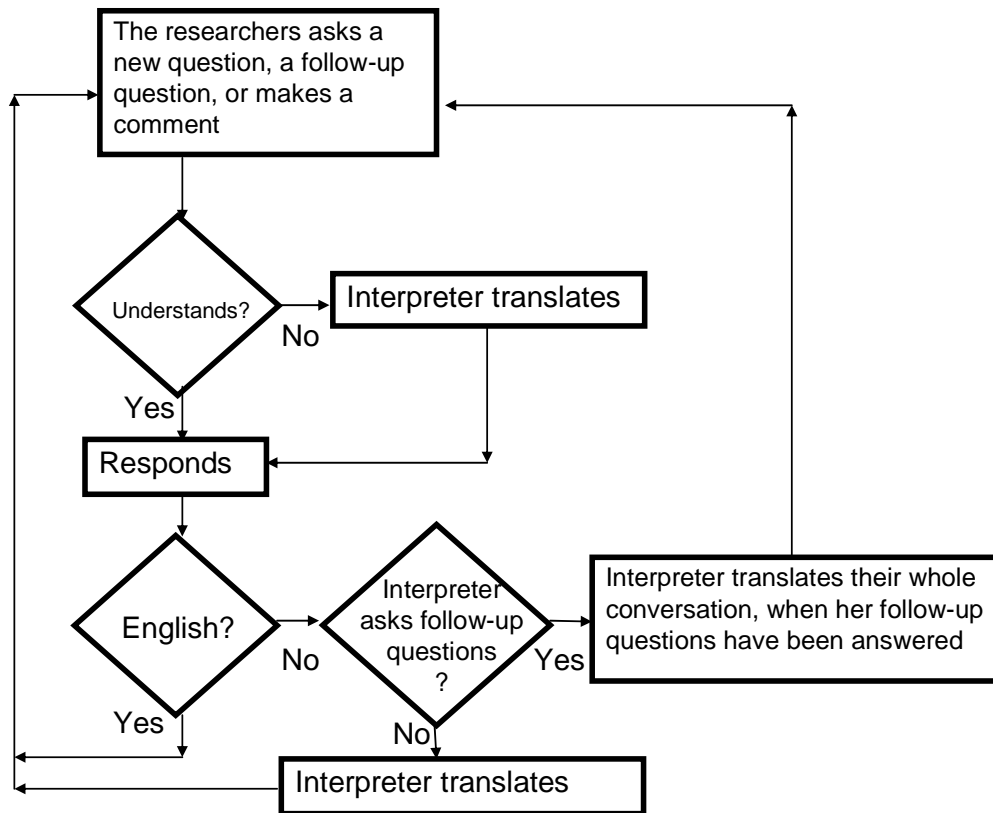 The researchers asks a
new question, a follow-up
question, or makes a
comment
Understands?
No
Interpreter translates
Yes
Responds
English?
No
Yes
Interpreter
asks follow-up
questions
?
Yes
No
Interpreter translates their whole
conversation, when her follow-up
questions have been answered
Interpreter translates